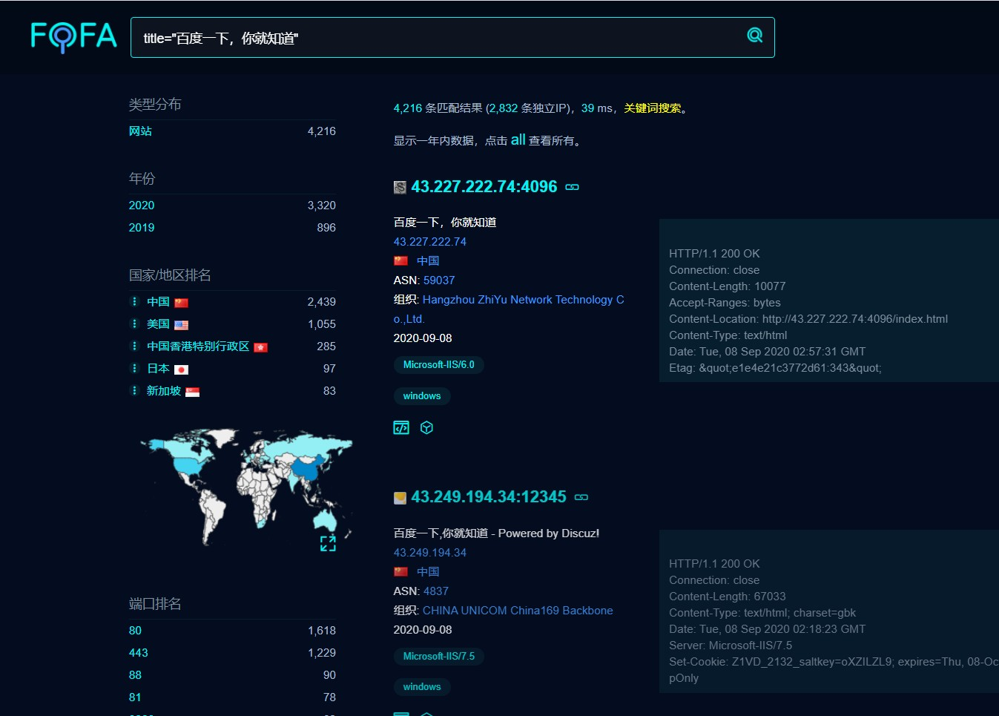 FOFA
title="百度一下，你就知道"
类型分布
网站 4,216
年份
2020 3,320
2019 896
国家/地区排名
中国 2,439
美国 1,055
中国香港特别行政区 285
日本 97
新加坡 83
端口排名
80 1,618
443 1,229
88 90
81 78
4,216 条匹配结果 (2,832 条独立IP)，39 ms，关键词搜索。
显示一年内数据，点击 all 查看所有。
43.227.222.74:4096
百度一下，你就知道
43.227.222.74
中国
ASN: 59037
组织: Hangzhou ZhiYu Network Technology C
o.,Ltd.
2020-09-08
Microsoft-IIS/6.0
windows
HTTP/1.1 200 OK
Connection: close
Content-Length: 10077
Accept-Ranges: bytes
Content-Location: http://43.227.222.74:4096/index.html
Content-Type: text/html
Date: Tue, 08 Sep 2020 02:57:31 GMT
Etag: &quot;e1e4e21c3772d61:343&quot;
43.249.194.34:12345
百度一下,你就知道 - Powered by Discuz!
43.249.194.34
中国
ASN: 4837
组织: CHINA UNICOM China169 Backbone
2020-09-08
Microsoft-IIS/7.5
windows
HTTP/1.1 200 OK
Connection: close
Content-Length: 67033
Content-Type: text/html; charset=gbk
Date: Tue, 08 Sep 2020 02:18:23 GMT
Server: Microsoft-IIS/7.5
Set-Cookie: Z1VD_2132_saltkey=oXZILZL9; expires=Thu, 08-Oc
pOnly